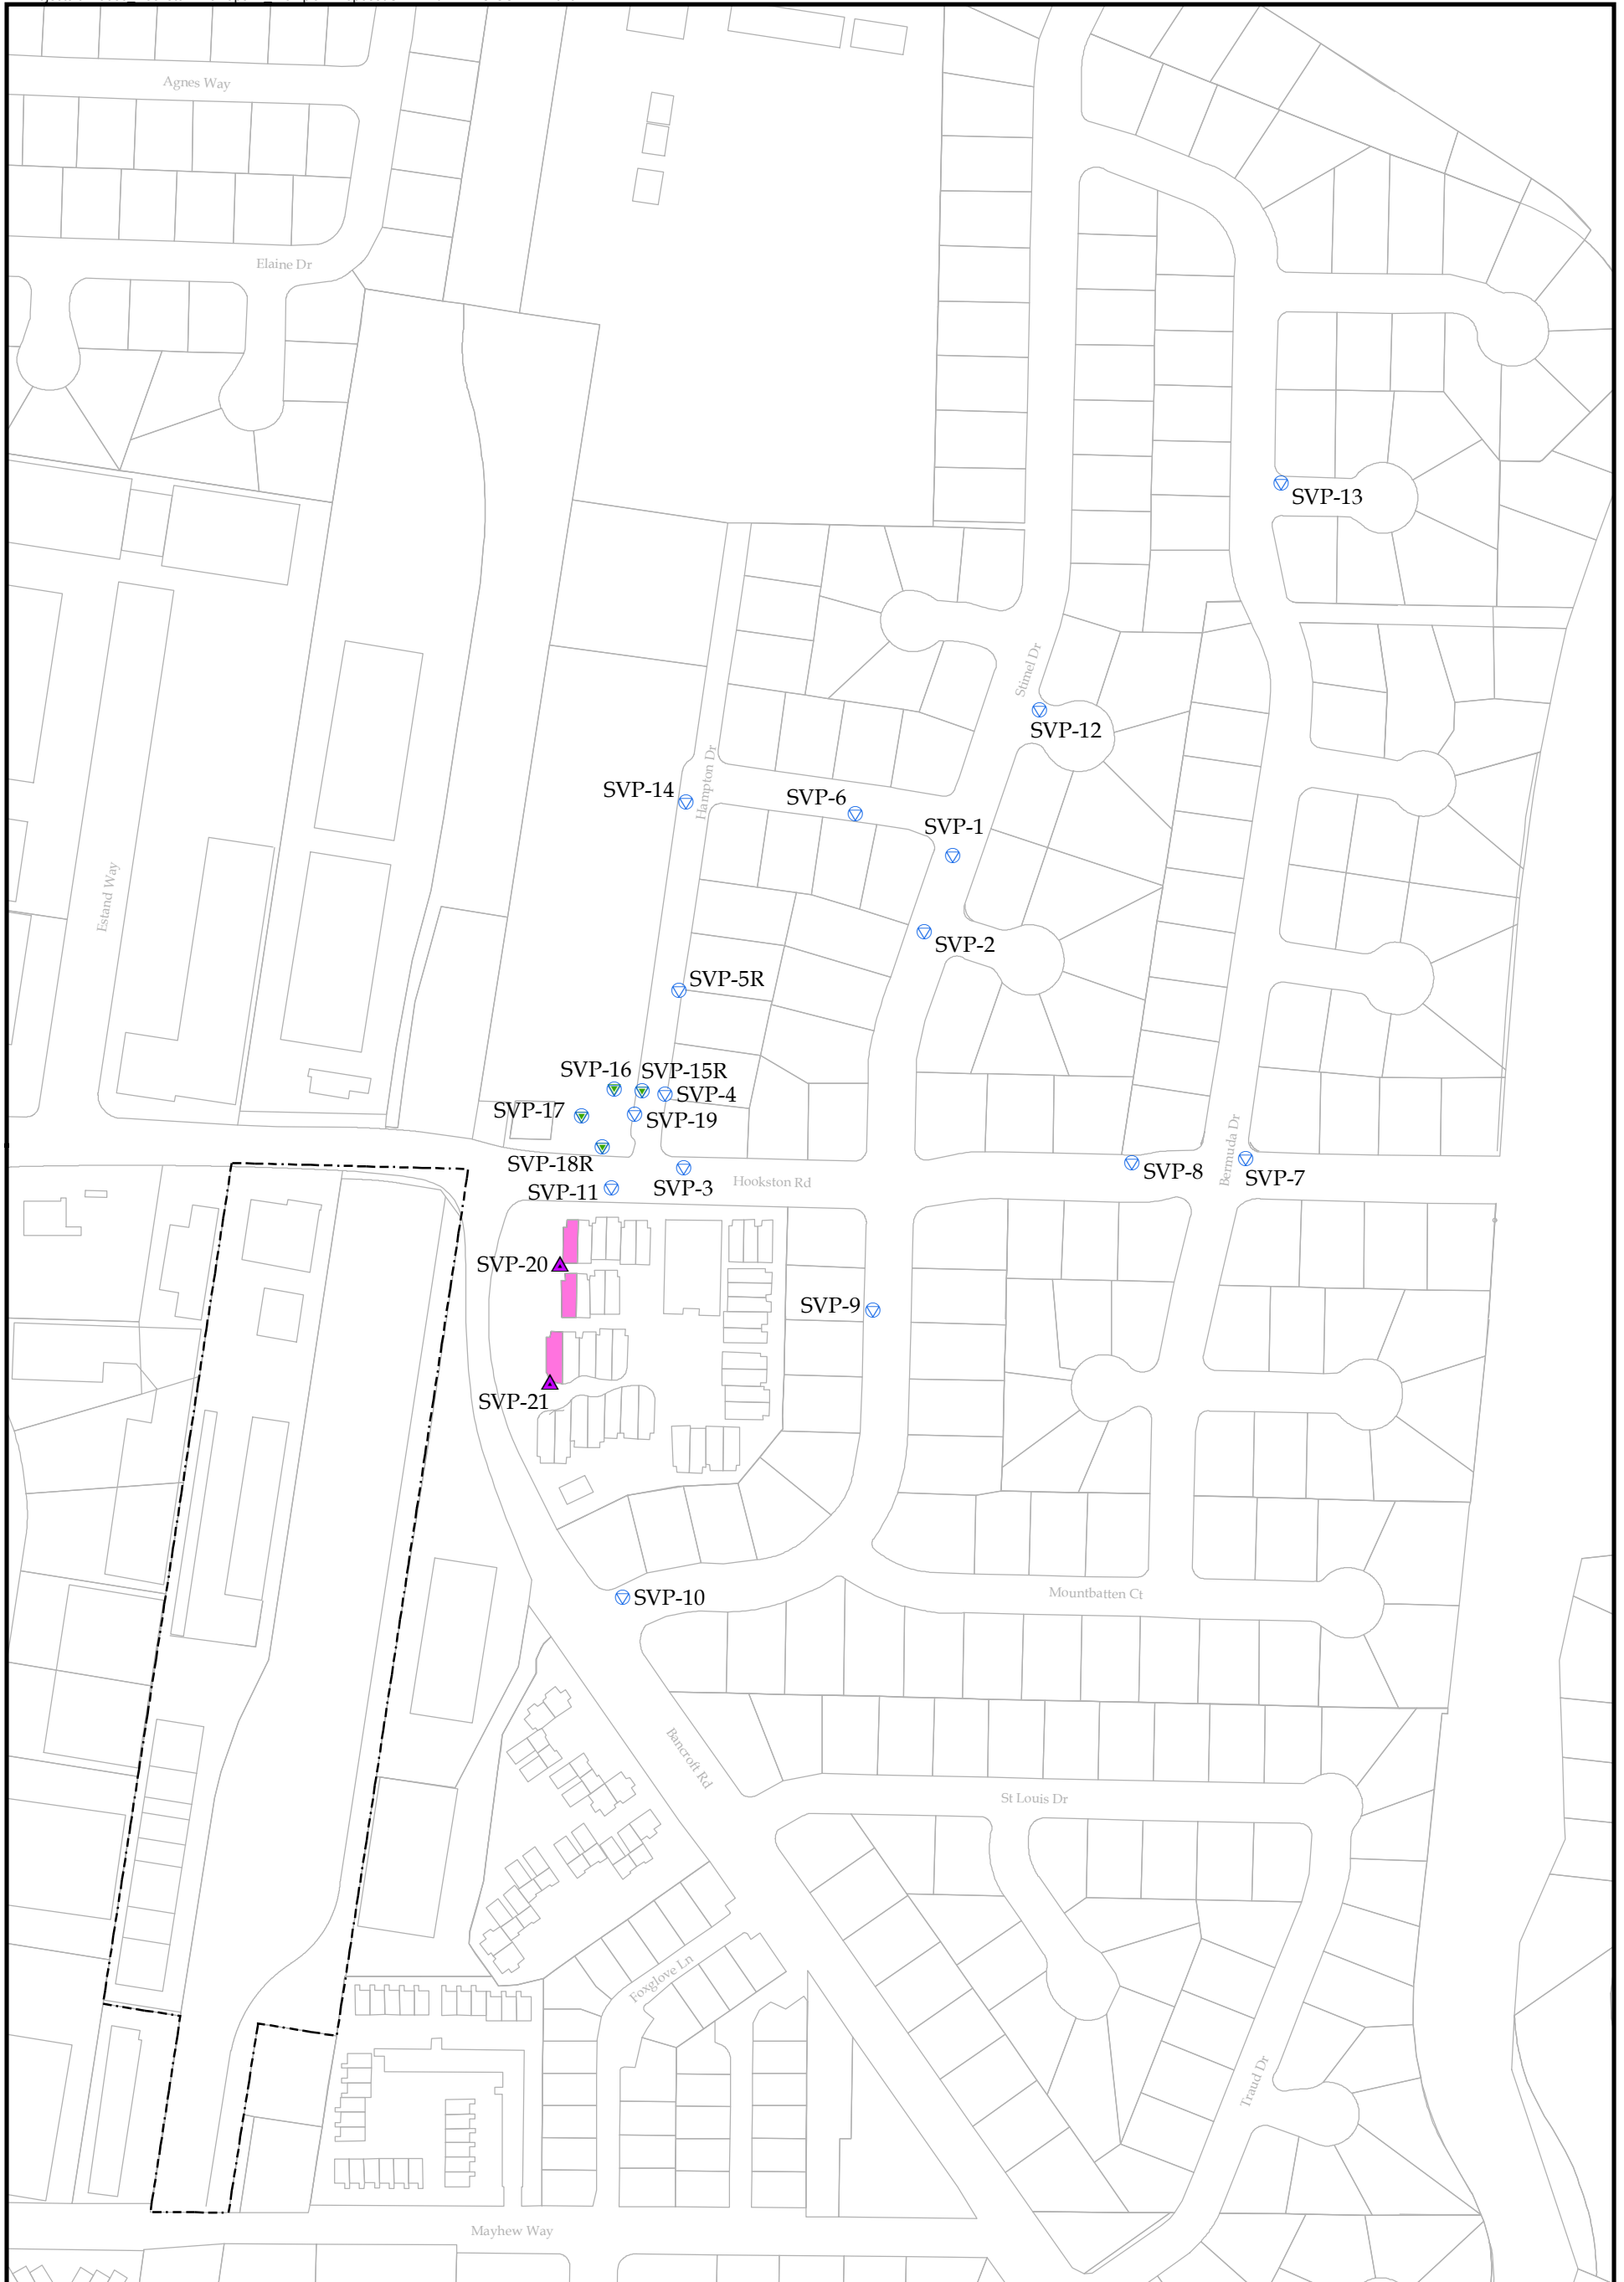 Agnes Way
Elaine Dr
SVP-13
Stimel Dr
SVP-12
Hampton Dr
SVP-14
SVP-6
SVP-1
Estand Way
SVP-2
SVP-5R
SVP-16
SVP-15R
SVP-4
SVP-17
SVP-19
SVP-18R
SVP-8
Bermuda Dr
SVP-7
SVP-11
SVP-3
Hookston Rd
SVP-20
SVP-9
SVP-21
SVP-10
Mountbatten Ct
Bancroft Rd
St Louis Dr
Foxglove Ln
Traud Dr
Mayhew Way